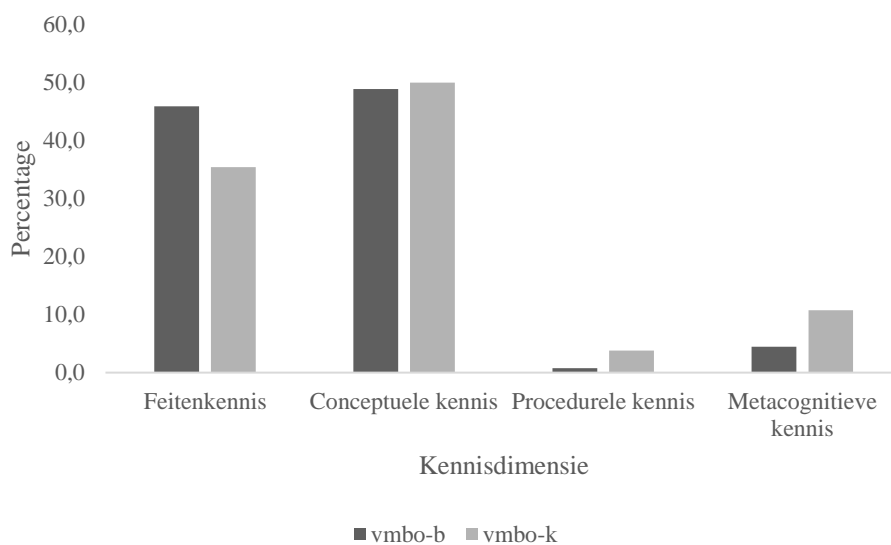 60,0
50,0
40,0
30,0
20,0
10,0
0,0
Percentage
Feitenkennis
Conceptuele kennis
Procedurele kennis
Metacognitieve
kennis
Kennisdimensie
vmbo-b
vmbo-k